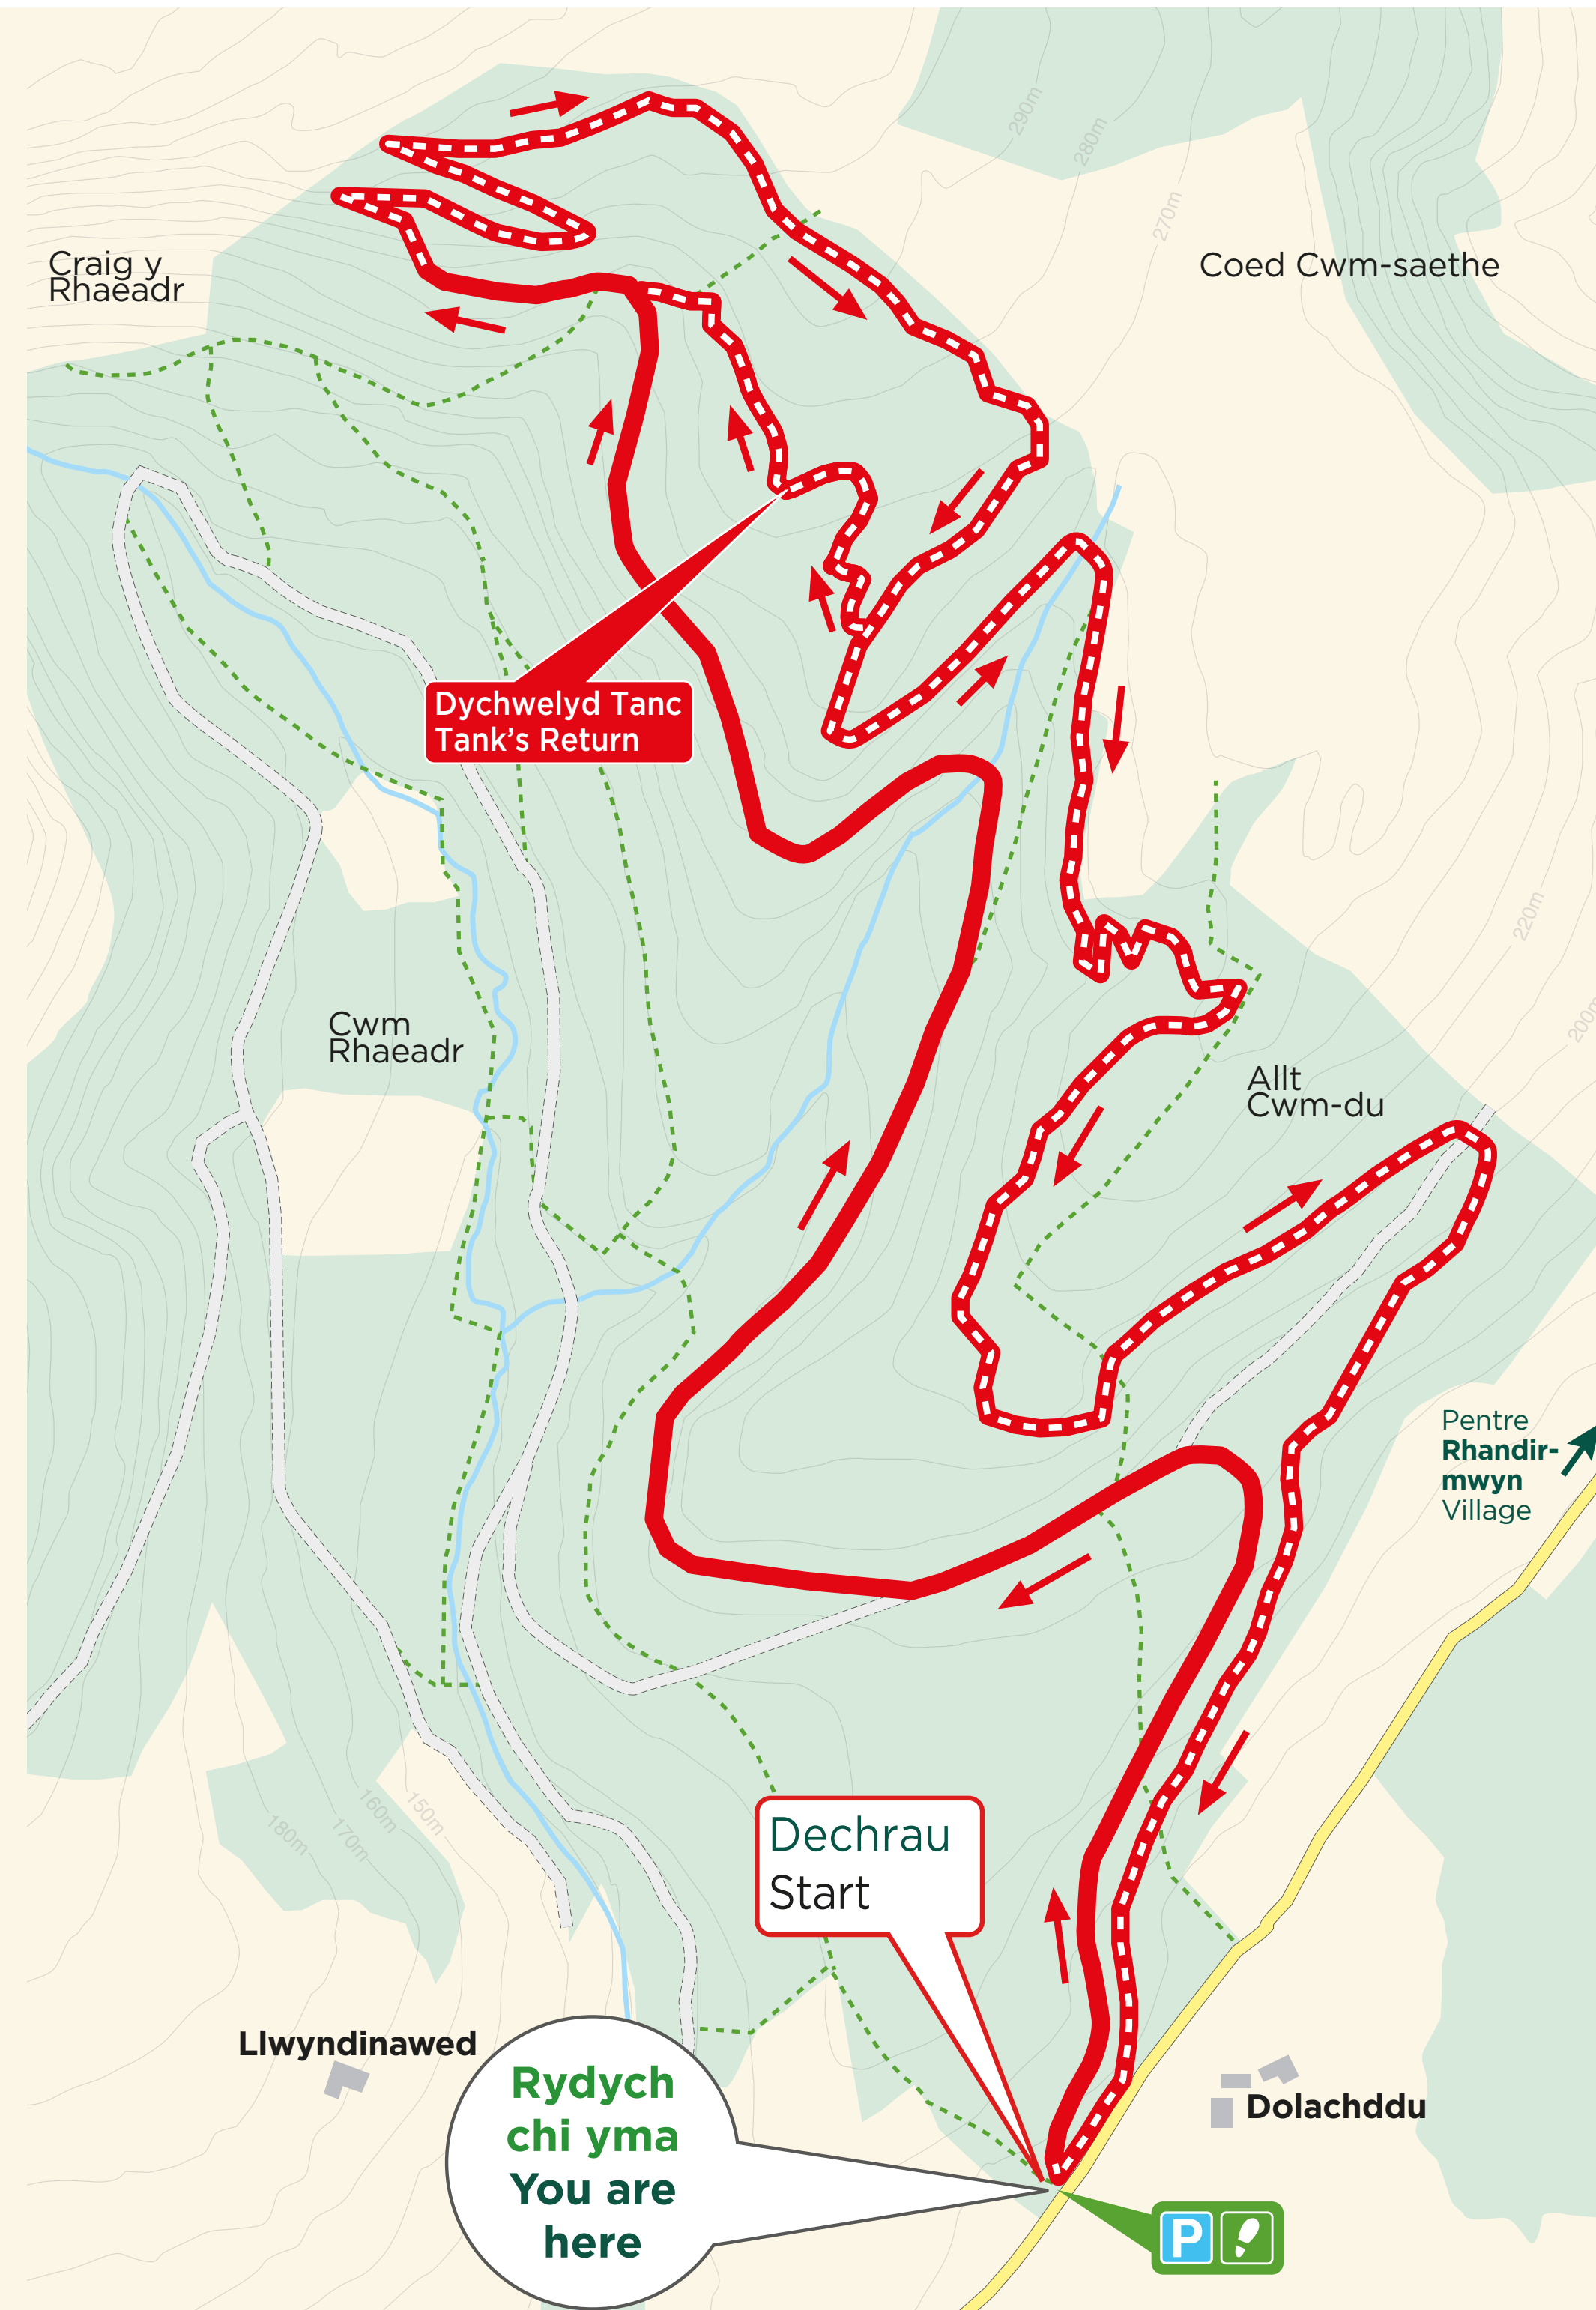 290m
280m
270m
Craig y
Rhaeadr
Coed Cwm-saethe
Dychwelyd Tanc
Tank's Return
220m
200m
Cwm
Rhaeadr
Allt
Cwm-du
Pentre
Rhandir-
mwyn
Village
180m
170m
160m
150m
Dechrau
Start
Llwyndinawed
Rydych
chi yma
You are
here
Dolachddu
P